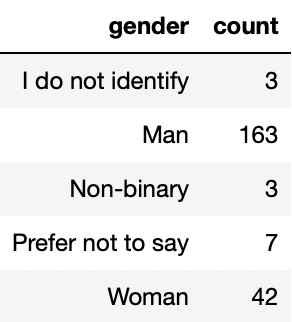 gender count
I do not identify 3
Man 163
Non-binary 3
Prefer not to say 7
Woman 42